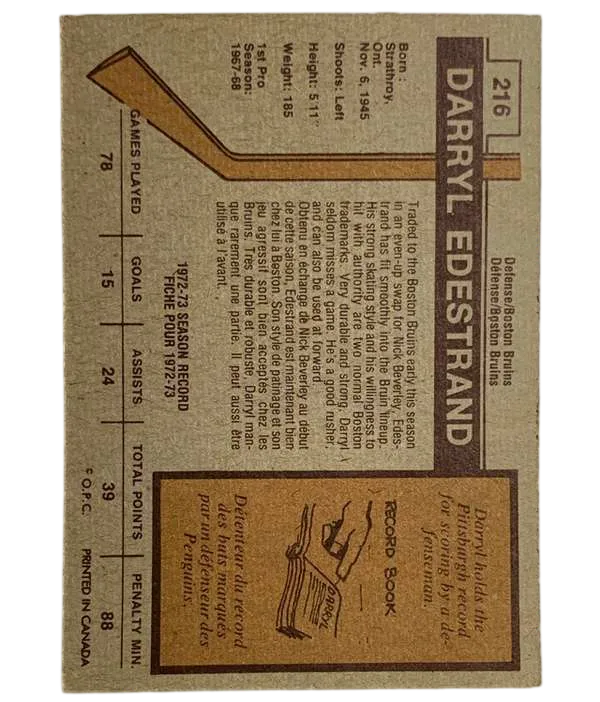 216
DARRYL EDESTRAND
Defense/Boston Bruins
Défense/Boston Bruins
Born :
Strathroy,
Ont.
Nov. 6, 1945
Shoots: Left
Height: 5'11"
Weight: 185
1st Pro
Season:
1967-68
Traded to the Boston Bruins early this season
in an even-up swap for Nick Beverley, Edes-
trand has fit smoothly into the Bruin lineup.
His strong skating style and his willingness to
hit with authority are two normal Boston
trademarks. Very durable and strong, Darryl
seldom misses a game. He's a good rusher,
and can also be used at forward.
Obtenu en échange de Nick Beverley au début
de cette saison, Edestrand est maintenant bien
chez lui à Boston. Son style de patinage et son
jeu agressif sont bien acceptés chez les
Bruins. Tres durable et robuste, Darryl man-
que rarement une partie. Il peut aussi être
utilisé à l'avant.
Darryl holds the
Pittsburgh record
for scoring by a de-
fenseman.
RECORD BOOK
DARRYL
Détenteur du record
des buts marqués
par un défenseur des
Penguins.
1972-73 SEASON RECORD
FICHE POUR 1972-73
GAMES PLAYED GOALS ASSISTS TOTAL POINTS PENALTY MIN.
78 15 24 39 88
© O.P.C. PRINTED IN CANADA